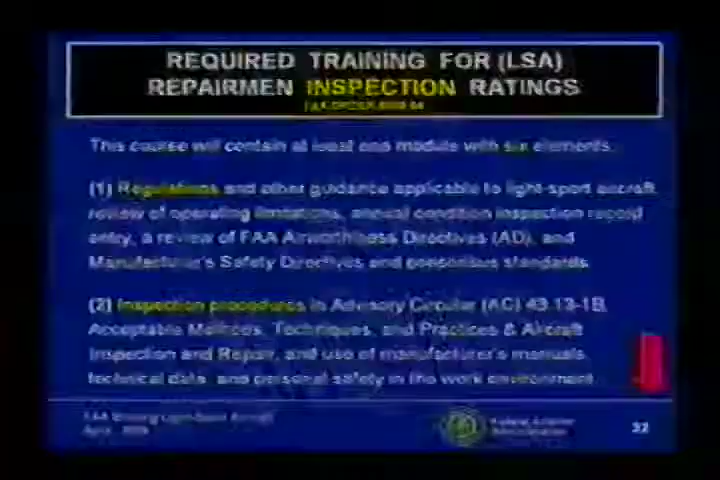 REQUIRED TRAINING FOR (LSA)
REPAIRMEN INSPECTION RATINGS
This course will contain at least one module with six elements.
(1) Regulations and other guidance applicable to light-sport aircraft
review of operating limitations, annual condition inspection record
entry, a review of FAA Airworthiness Directives (AD), and
Manufacturer's Safety Directives and consensus standards
(2) Inspection procedures in Advisory Circular (AC) 43.13-1B,
Acceptable Methods, Techniques, and Practices & Aircraft
Inspection and Repair, and use of manufacturer's manuals,
technical data, and personal safety in the work environment.
Federal Aviation
Administration
32